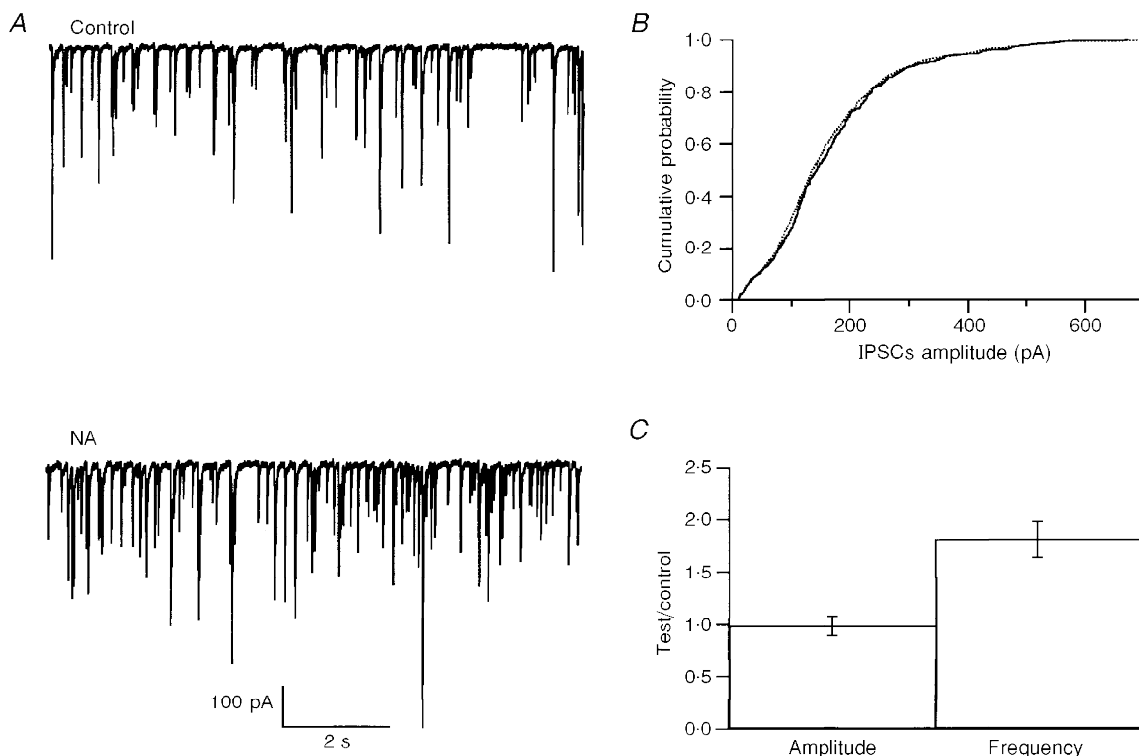 A
Control
NA
100 pA
2 s
B
Cumulative probability
1·0
0·8
0·6
0·4
0·2
0·0
0
200
400
600
IPSCs amplitude (pA)
C
Test/control
2·5
2·0
1·5
1·0
0·5
0·0
Amplitude
Frequency